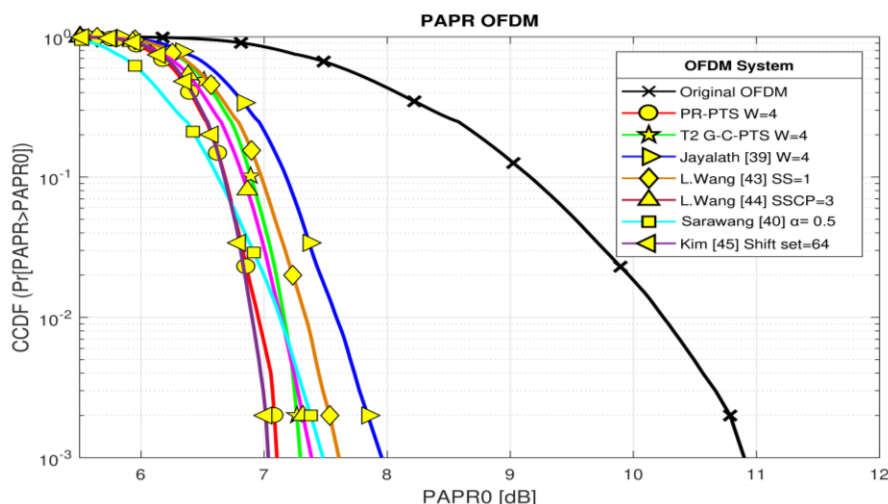 PAPR OFDM
CCDF (Pr[PAPR>PAPR0])
10^0
10^-1
10^-2
10^-3
OFDM System
Original OFDM
PR-PTS W=4
T2 G-C-PTS W=4
Jayalath [39] W=4
L.Wang [43] SS=1
L.Wang [44] SSCP=3
Sarawang [40] α= 0.5
Kim [45] Shift set=64
6 7 8 9 10 11 12
PAPR0 [dB]